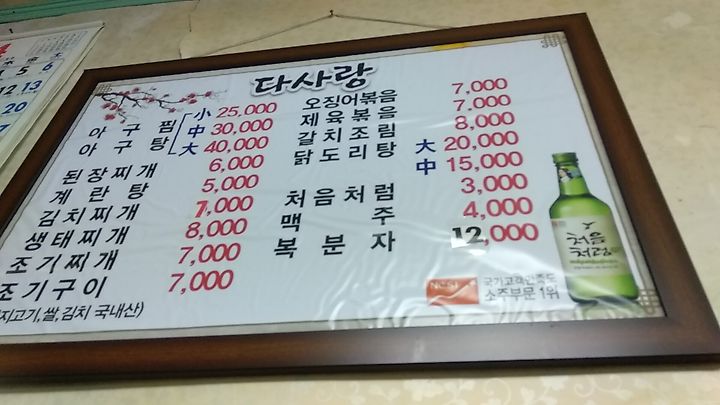 다사랑
아구찜 小 25,000
아구탕 中 30,000
大 40,000
된장찌개 6,000
계란탕 5,000
김치찌개 7,000
생태찌개 8,000
조기찌개 7,000
조기구이 7,000
지고기,쌀,김치 국내산)
오징어볶음 7,000
제육볶음 7,000
갈치조림 8,000
닭도리탕 大 20,000
中 15,000
처음처럼 3,000
맥주 4,000
복분자 12,000
국가고객만족도
소주부문 1위
처음
처럼
5 6
12 13
20